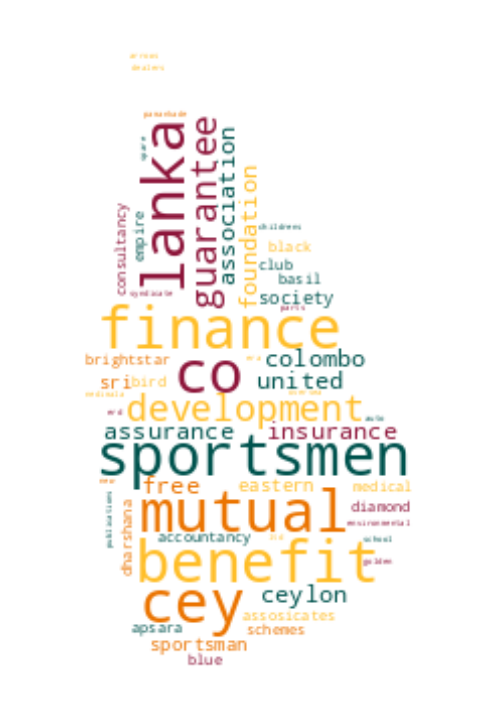 dealers
panambade
spare
lanka
guarantee
association
foundation
consultancy
empire
childrens
black
club
basil
syndicate
society
parts
finance
brightstar
co
colombo
sri
bird
united
development
auto
assurance
insurance
sportsmen
free
eastern
medical
publications
dharshana
mutual
diamond
environmental
accountancy
school
benefit
golden
cey
ceylon
assosicates
apsara
schemes
sportsman
blue